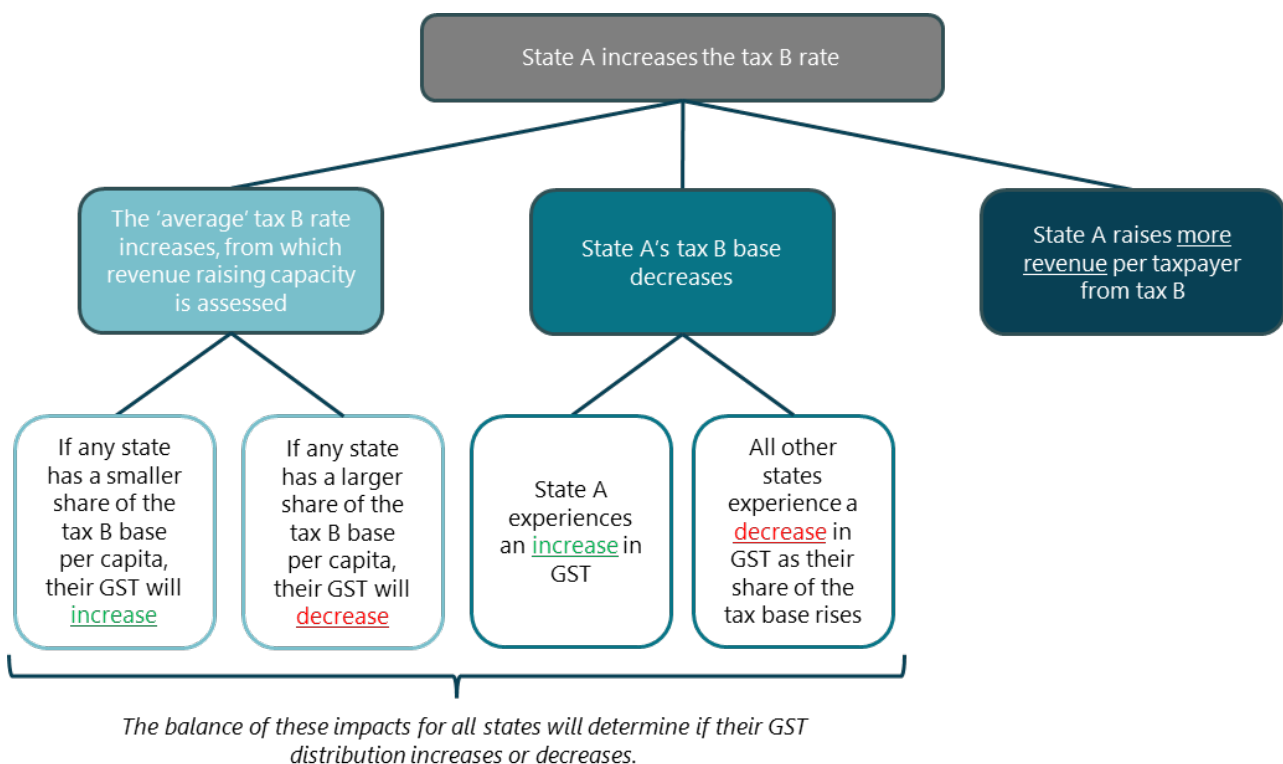 State A increases the tax B rate
The ‘average’ tax B rate
increases, from which
revenue raising capacity
is assessed
State A’s tax B base
decreases
State A raises more
revenue per taxpayer
from tax B
If any state
has a smaller
share of the
tax B base
per capita,
their GST will
increase
If any state
has a larger
share of the
tax B base
per capita,
their GST will
decrease
State A
experiences
an increase in
GST
All other
states
experience a
decrease in
GST as their
share of the
tax base rises
The balance of these impacts for all states will determine if their GST
distribution increases or decreases.